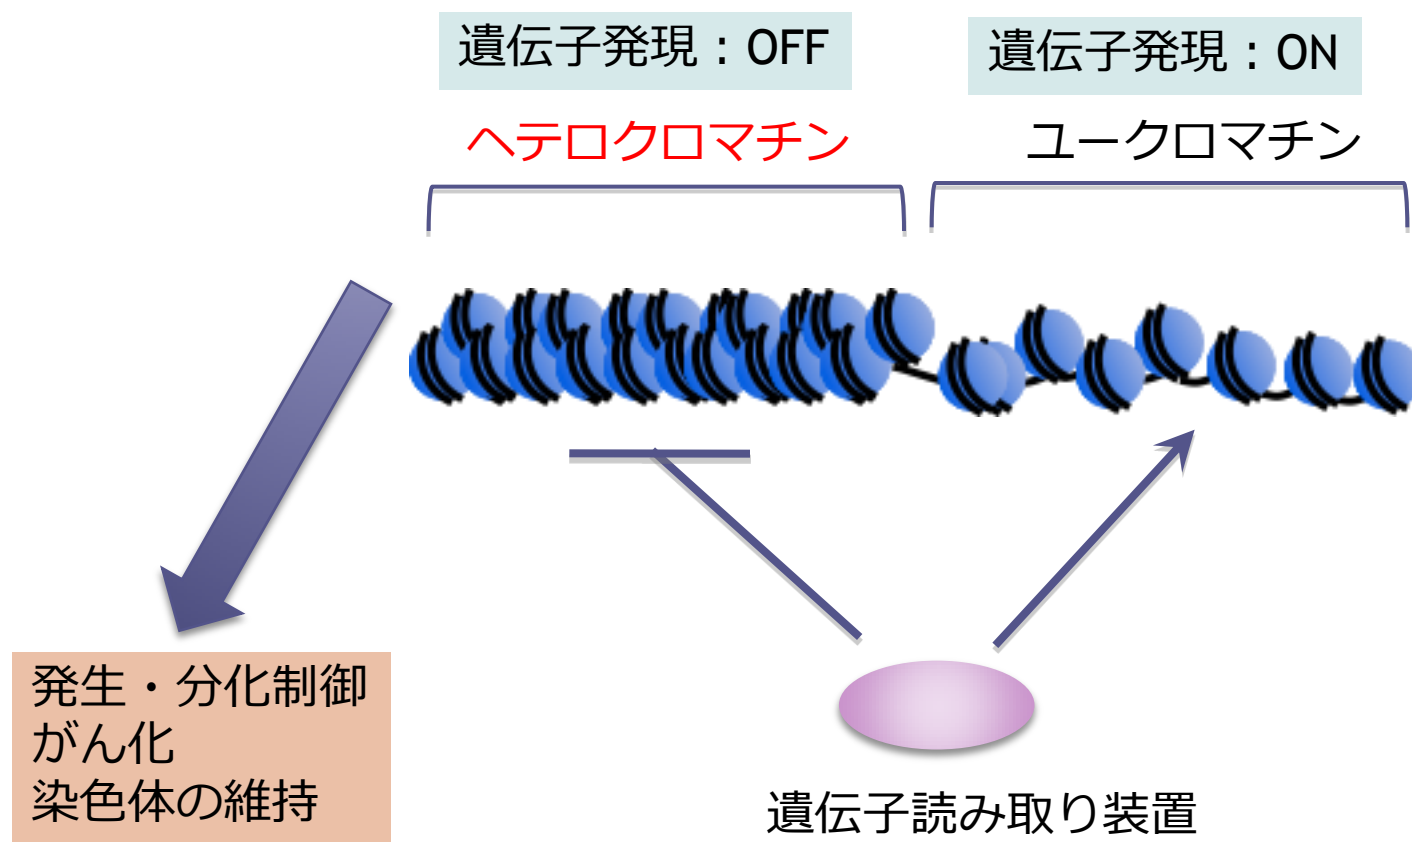 遺伝子発現：OFF
遺伝子発現：ON
ヘテロクロマチン
ユークロマチン
発生・分化制御
がん化
染色体の維持
遺伝子読み取り装置